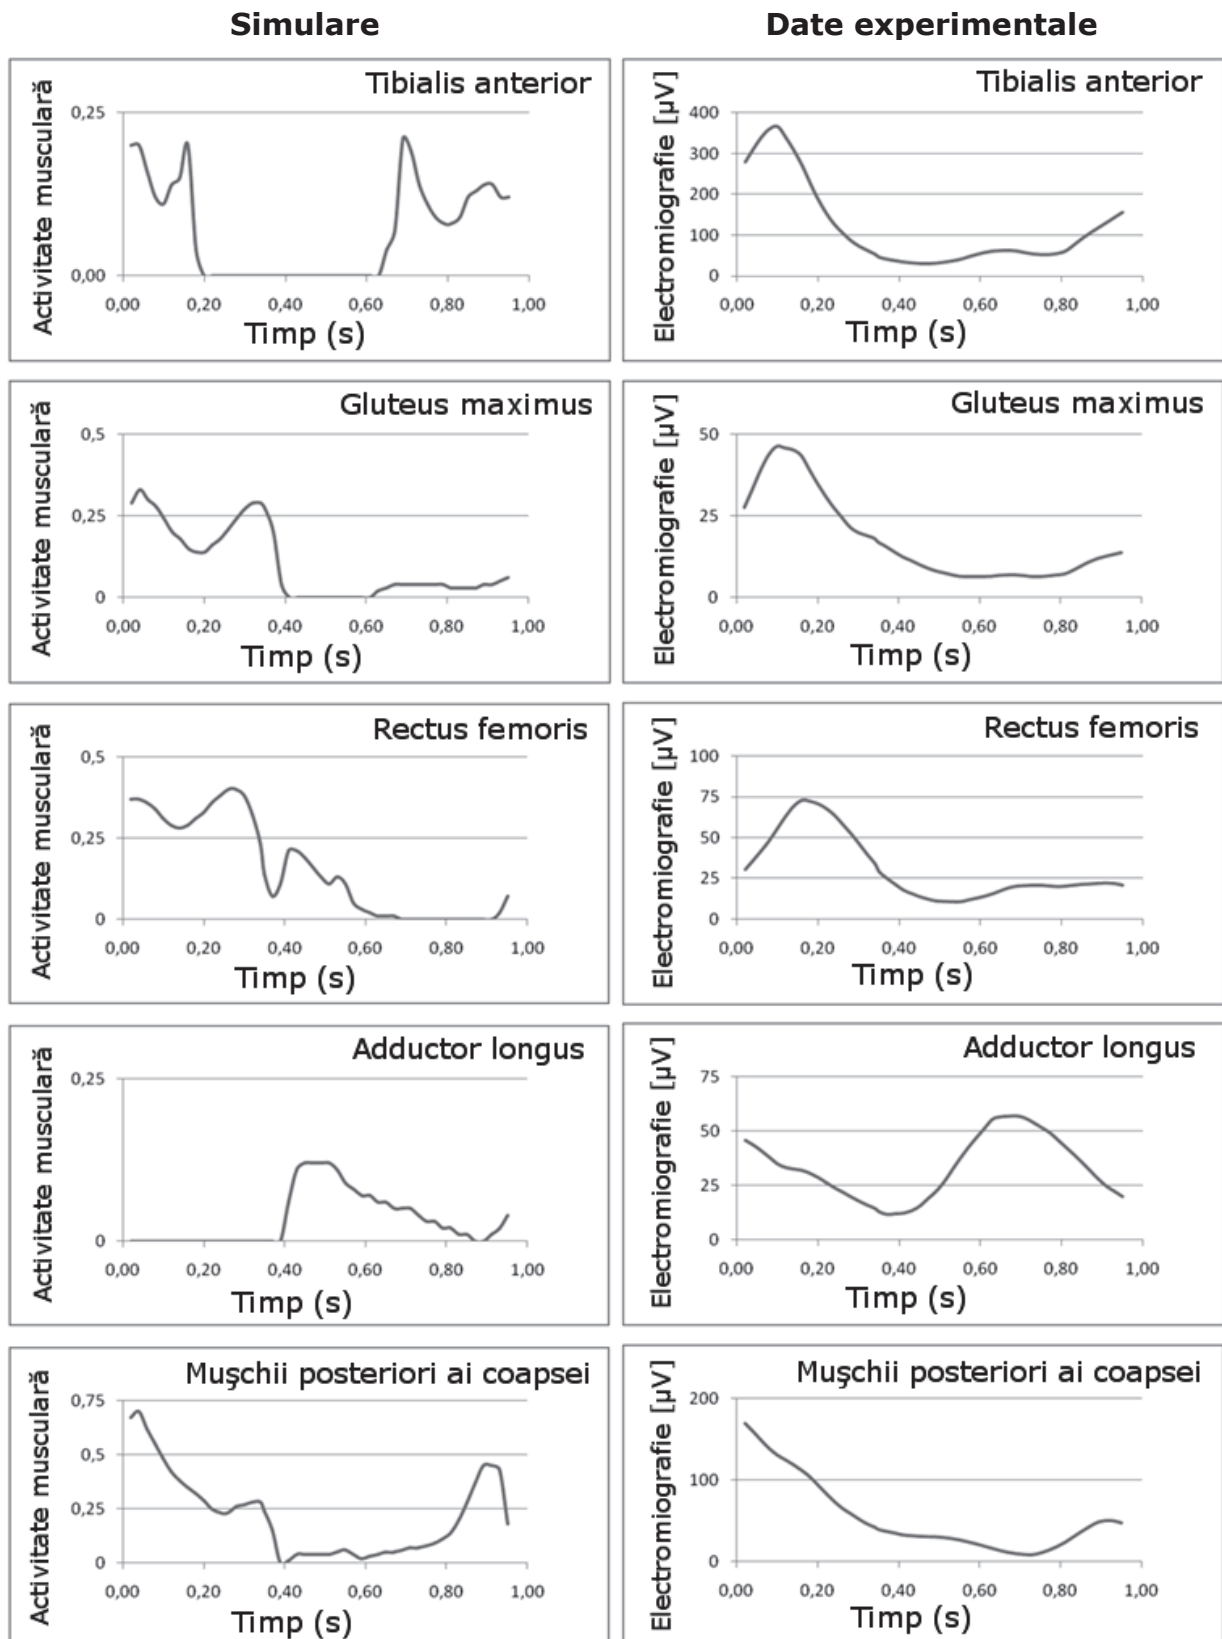 Simulare
Date experimentale
Tibialis anterior
Activitate musculară
0,25
0,00
0,00 0,20 0,40 0,60 0,80 1,00
Timp (s)
Tibialis anterior
Electromiografie [µV]
400
300
200
100
0
0,00 0,20 0,40 0,60 0,80 1,00
Timp (s)
Gluteus maximus
Activitate musculară
0,5
0,25
0
0,00 0,20 0,40 0,60 0,80 1,00
Timp (s)
Gluteus maximus
Electromiografie [µV]
50
25
0
0,00 0,20 0,40 0,60 0,80 1,00
Timp (s)
Rectus femoris
Activitate musculară
0,5
0,25
0
0,00 0,20 0,40 0,60 0,80 1,00
Timp (s)
Rectus femoris
Electromiografie [µV]
100
75
50
25
0
0,00 0,20 0,40 0,60 0,80 1,00
Timp (s)
Adductor longus
Activitate musculară
0,25
0
0,00 0,20 0,40 0,60 0,80 1,00
Timp (s)
Adductor longus
Electromiografie [µV]
75
50
25
0
0,00 0,20 0,40 0,60 0,80 1,00
Timp (s)
Muşchii posteriori ai coapsei
Activitate musculară
0,75
0,5
0,25
0
0,00 0,20 0,40 0,60 0,80 1,00
Timp (s)
Muşchii posteriori ai coapsei
Electromiografie [µV]
200
100
0
0,00 0,20 0,40 0,60 0,80 1,00
Timp (s)